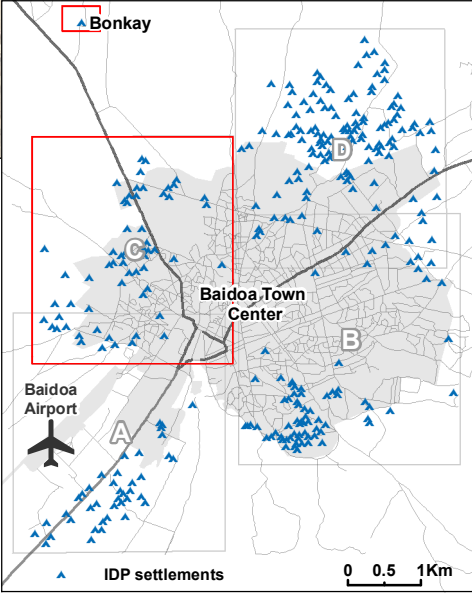 Bonkay
D
C
Baidoa Town
Center
B
Baidoa
Airport
A
IDP settlements
0 0.5 1Km